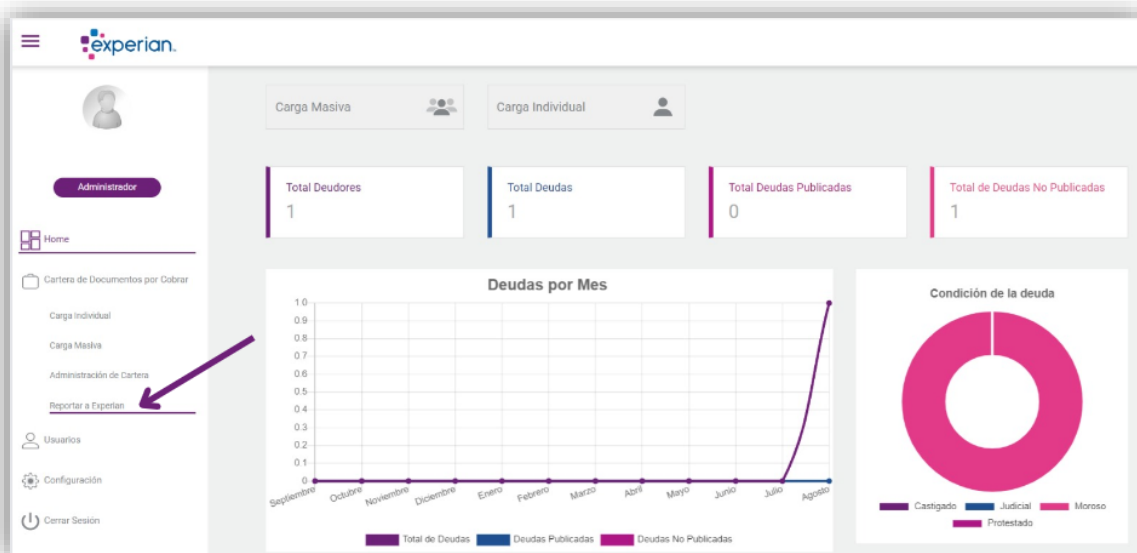 experian.
Administrador
Home
Cartera de Documentos por Cobrar
Carga Individual
Carga Masiva
Administración de Cartera
Reportar a Experian
Usuarios
Configuración
Cerrar Sesión
Carga Masiva
Carga Individual
Total Deudores
1
Total Deudas
1
Total Deudas Publicadas
0
Total de Deudas No Publicadas
1
Deudas por Mes
1.0
0.9
0.8
0.7
0.6
0.5
0.4
0.3
0.2
0.1
0
Septiembre Octubre Noviembre Diciembre Enero Febrero Marzo Abril Mayo Junio Julio Agosto
Total de Deudas Deudas Publicadas Deudas No Publicadas
Condición de la deuda
Castigado Judicial Moroso
Protestado